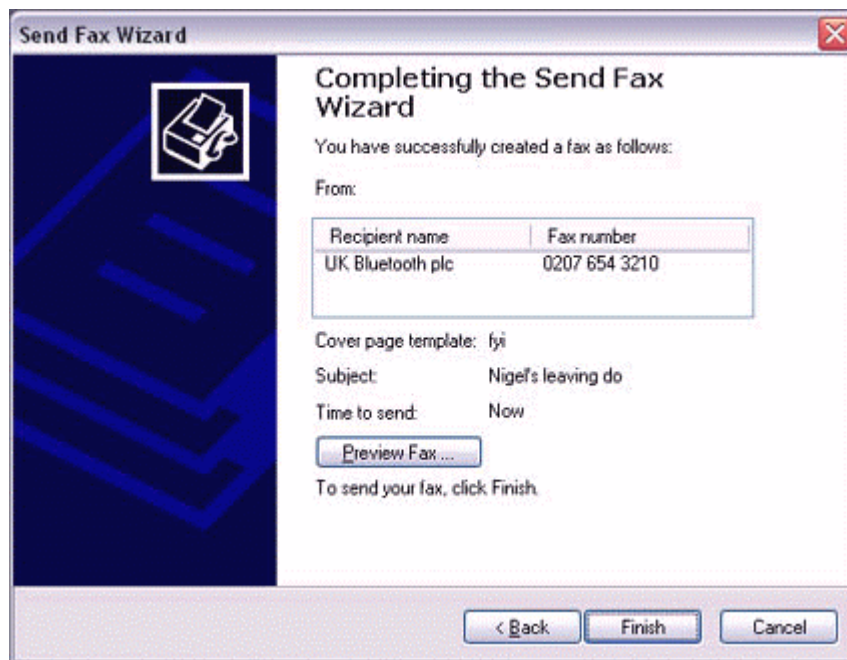 Send Fax Wizard
Completing the Send Fax
Wizard
You have successfully created a fax as follows:
From:
Recipient name Fax number
UK Bluetooth plc 0207 654 3210
Cover page template: fyi
Subject: Nigel's leaving do
Time to send: Now
Preview Fax ...
To send your fax, click Finish.
< Back Finish Cancel